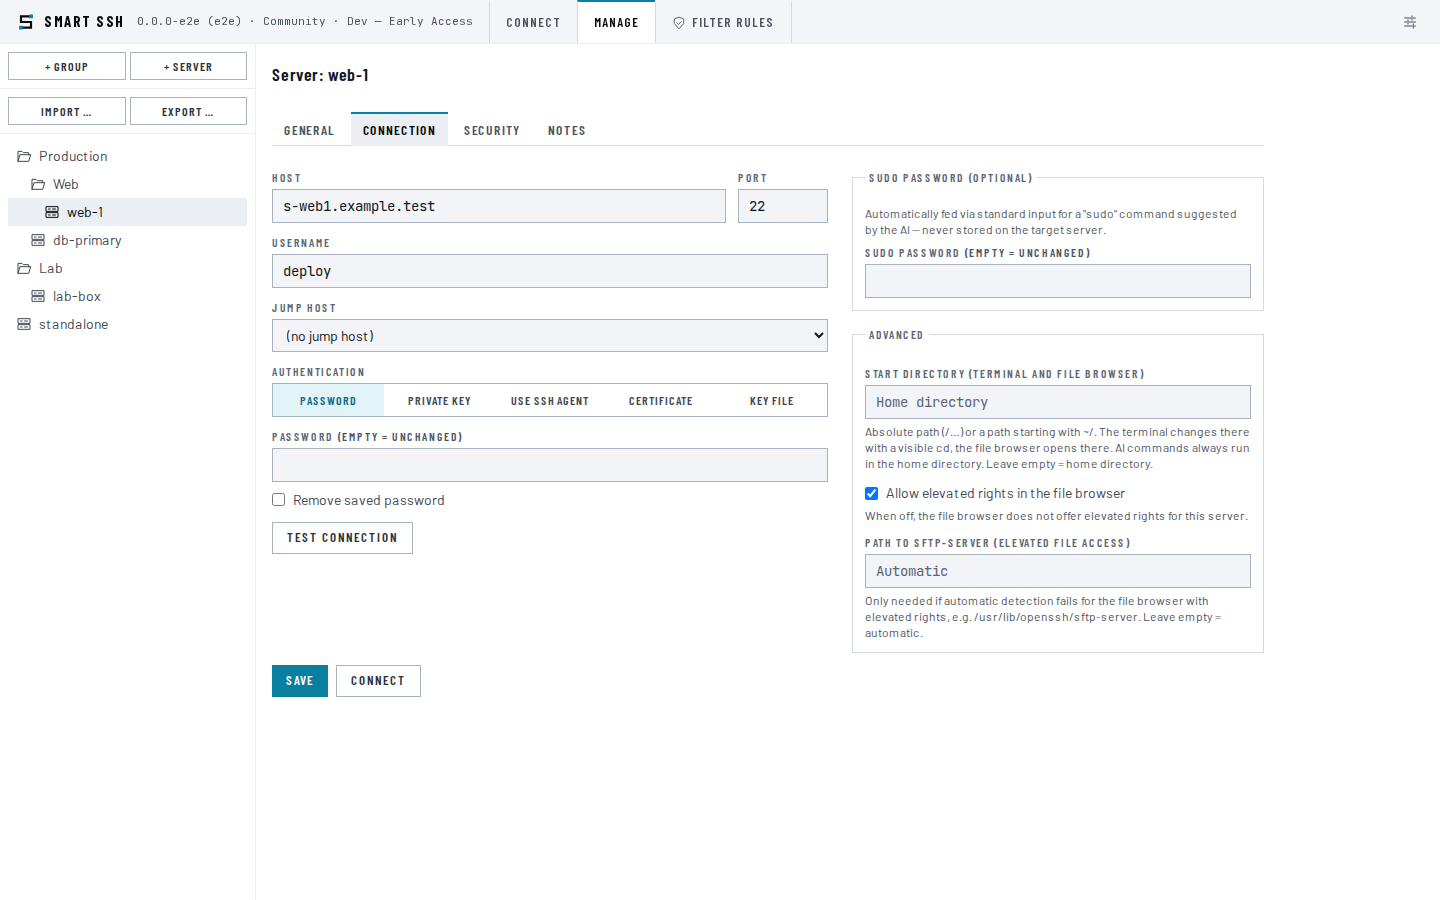 SMART SSH 0.0.0-e2e (e2e) · Community · Dev — Early Access CONNECT MANAGE FILTER RULES
+ GROUP + SERVER
IMPORT ... EXPORT ...
Production
Web
web-1
db-primary
Lab
lab-box
standalone
Server: web-1
GENERAL CONNECTION SECURITY NOTES
HOST PORT
s-web1.example.test 22
USERNAME
deploy
JUMP HOST
(no jump host)
AUTHENTICATION
PASSWORD PRIVATE KEY USE SSH AGENT CERTIFICATE KEY FILE
PASSWORD (EMPTY = UNCHANGED)
Remove saved password
TEST CONNECTION
SUDO PASSWORD (OPTIONAL)
Automatically fed via standard input for a "sudo" command suggested
by the AI — never stored on the target server.
SUDO PASSWORD (EMPTY = UNCHANGED)
ADVANCED
START DIRECTORY (TERMINAL AND FILE BROWSER)
Home directory
Absolute path (/...) or a path starting with ~/. The terminal changes there
with a visible cd, the file browser opens there. AI commands always run
in the home directory. Leave empty = home directory.
Allow elevated rights in the file browser
When off, the file browser does not offer elevated rights for this server.
PATH TO SFTP-SERVER (ELEVATED FILE ACCESS)
Automatic
Only needed if automatic detection fails for the file browser with
elevated rights, e.g. /usr/lib/openssh/sftp-server. Leave empty =
automatic.
SAVE CONNECT